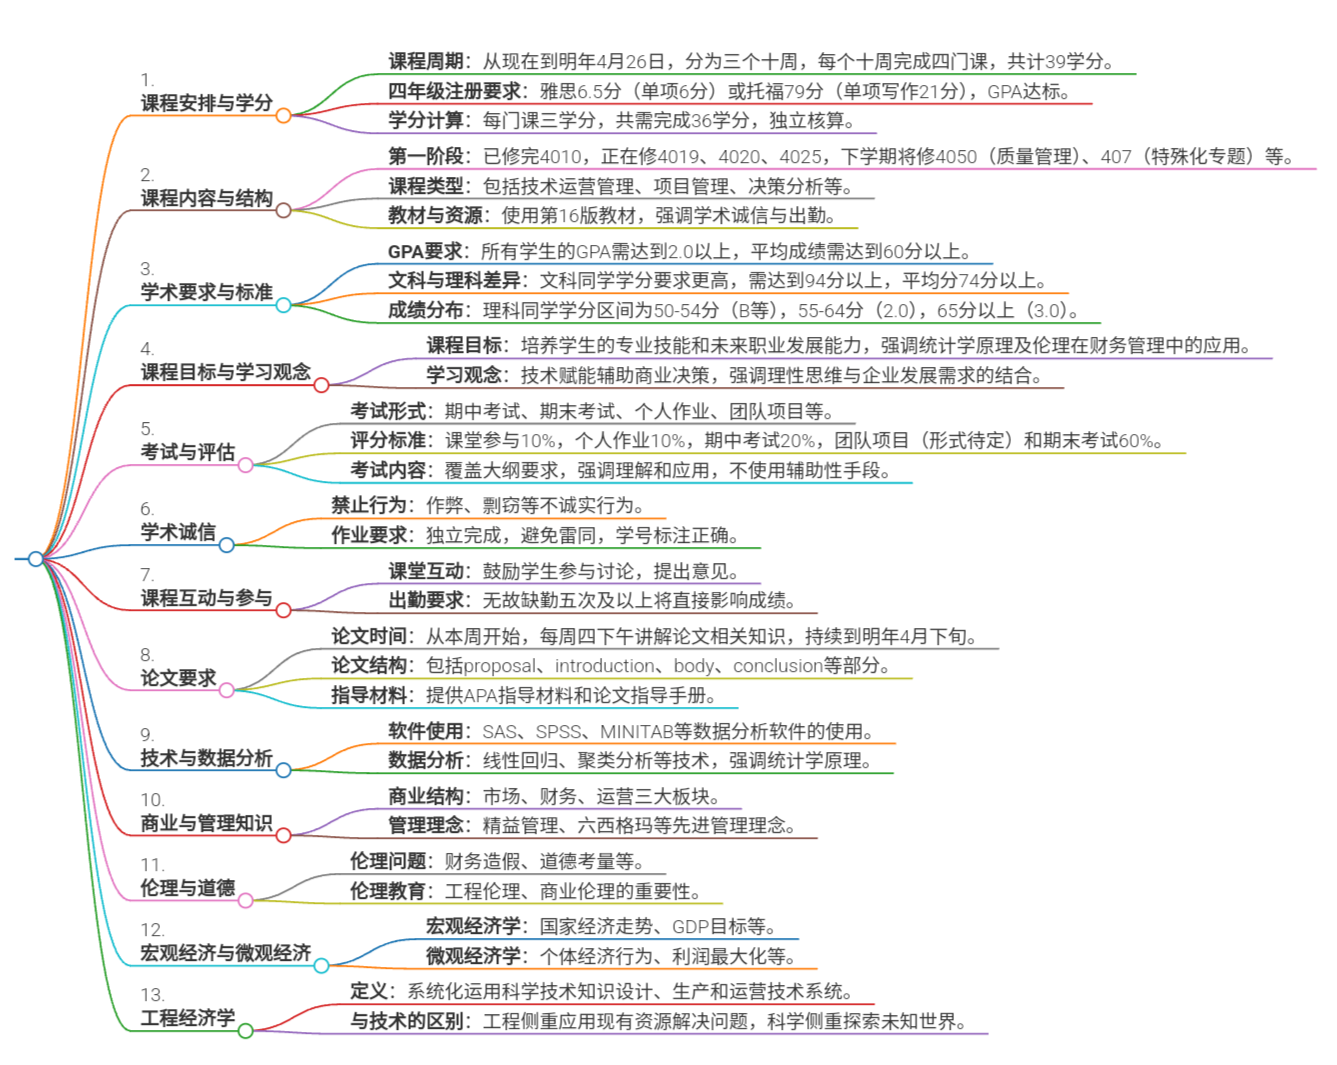 1.
课程安排与学分
课程周期：从现在到明年4月26日，分为三个十周，每个十周完成四门课，共计39学分。
四年级注册要求：雅思6.5分（单项6分）或托福79分（单项写作21分），GPA达标。
学分计算：每门课三学分，共需完成36学分，独立核算。
2.
课程内容与结构
第一阶段：已修完4010，正在修4019、4020、4025，下学期将修4050（质量管理）、407（特殊化专题）等。
课程类型：包括技术运营管理、项目管理、决策分析等。
教材与资源：使用第16版教材，强调学术诚信与出勤。
3.
学术要求与标准
GPA要求：所有学生的GPA需达到2.0以上，平均成绩需达到60分以上。
文科与理科差异：文科同学学分要求更高，需达到94分以上，平均分74分以上。
成绩分布：理科同学学分区间为50-54分（B等），55-64分（2.0），65分以上（3.0）。
4.
课程目标与学习观念
课程目标：培养学生的专业技能和未来职业发展能力，强调统计学原理及伦理在财务管理中的应用。
学习观念：技术赋能辅助商业决策，强调理性思维与企业发展需求的结合。
5.
考试与评估
考试形式：期中考试、期末考试、个人作业、团队项目等。
评分标准：课堂参与10%，个人作业10%，期中考试20%，团队项目（形式待定）和期末考试60%。
考试内容：覆盖大纲要求，强调理解和应用，不使用辅助性手段。
6.
学术诚信
禁止行为：作弊、剽窃等不诚实行为。
作业要求：独立完成，避免雷同，学号标注正确。
7.
课程互动与参与
课堂互动：鼓励学生参与讨论，提出意见。
出勤要求：无故缺勤五次及以上将直接影响成绩。
8.
论文要求
论文时间：从本周开始，每周四下午讲解论文相关知识，持续到明年4月下旬。
论文结构：包括proposal、introduction、body、conclusion等部分。
指导材料：提供APA指导材料和论文指导手册。
9.
技术与数据分析
软件使用：SAS、SPSS、MINITAB等数据分析软件的使用。
数据分析：线性回归、聚类分析等技术，强调统计学原理。
10.
商业与管理知识
商业结构：市场、财务、运营三大板块。
管理理念：精益管理、六西格玛等先进管理理念。
11.
伦理与道德
伦理问题：财务造假、道德考量等。
伦理教育：工程伦理、商业伦理的重要性。
12.
宏观经济与微观经济
宏观经济学：国家经济走势、GDP目标等。
微观经济学：个体经济行为、利润最大化等。
13.
工程经济学
定义：系统化运用科学技术知识设计、生产和运营技术系统。
与技术的区别：工程侧重应用现有资源解决问题，科学侧重探索未知世界。